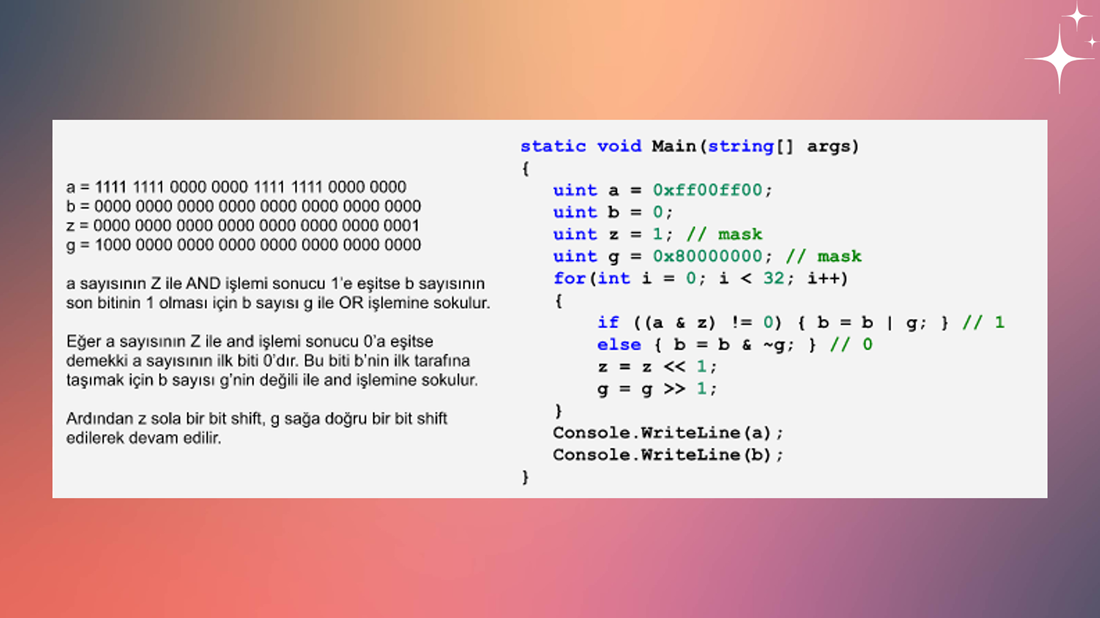 a = 1111 1111 0000 0000 1111 1111 0000 0000
b = 0000 0000 0000 0000 0000 0000 0000 0000
z = 0000 0000 0000 0000 0000 0000 0000 0001
g = 1000 0000 0000 0000 0000 0000 0000 0000
a sayısının Z ile AND işlemi sonucu 1'e eşitse b sayısının
son bitinin 1 olması için b sayısı g ile OR işlemine sokulur.
Eğer a sayısının Z ile and işlemi sonucu 0'a eşitse
demekki a sayısının ilk biti 0'dır. Bu biti b'nin ilk tarafına
taşımak için b sayısı g'nin değili ile and işlemine sokulur.
Ardından z sola bir bit shift, g sağa doğru bir bit shift
edilerek devam edilir.
static void Main(string[] args)
{
uint a = 0xff00ff00;
uint b = 0;
uint z = 1; // mask
uint g = 0x80000000; // mask
for(int i = 0; i < 32; i++)
{
if ((a & z) != 0) { b = b | g; } // 1
else { b = b & ~g; } // 0
z = z << 1;
g = g >> 1;
}
Console.WriteLine(a);
Console.WriteLine(b);
}